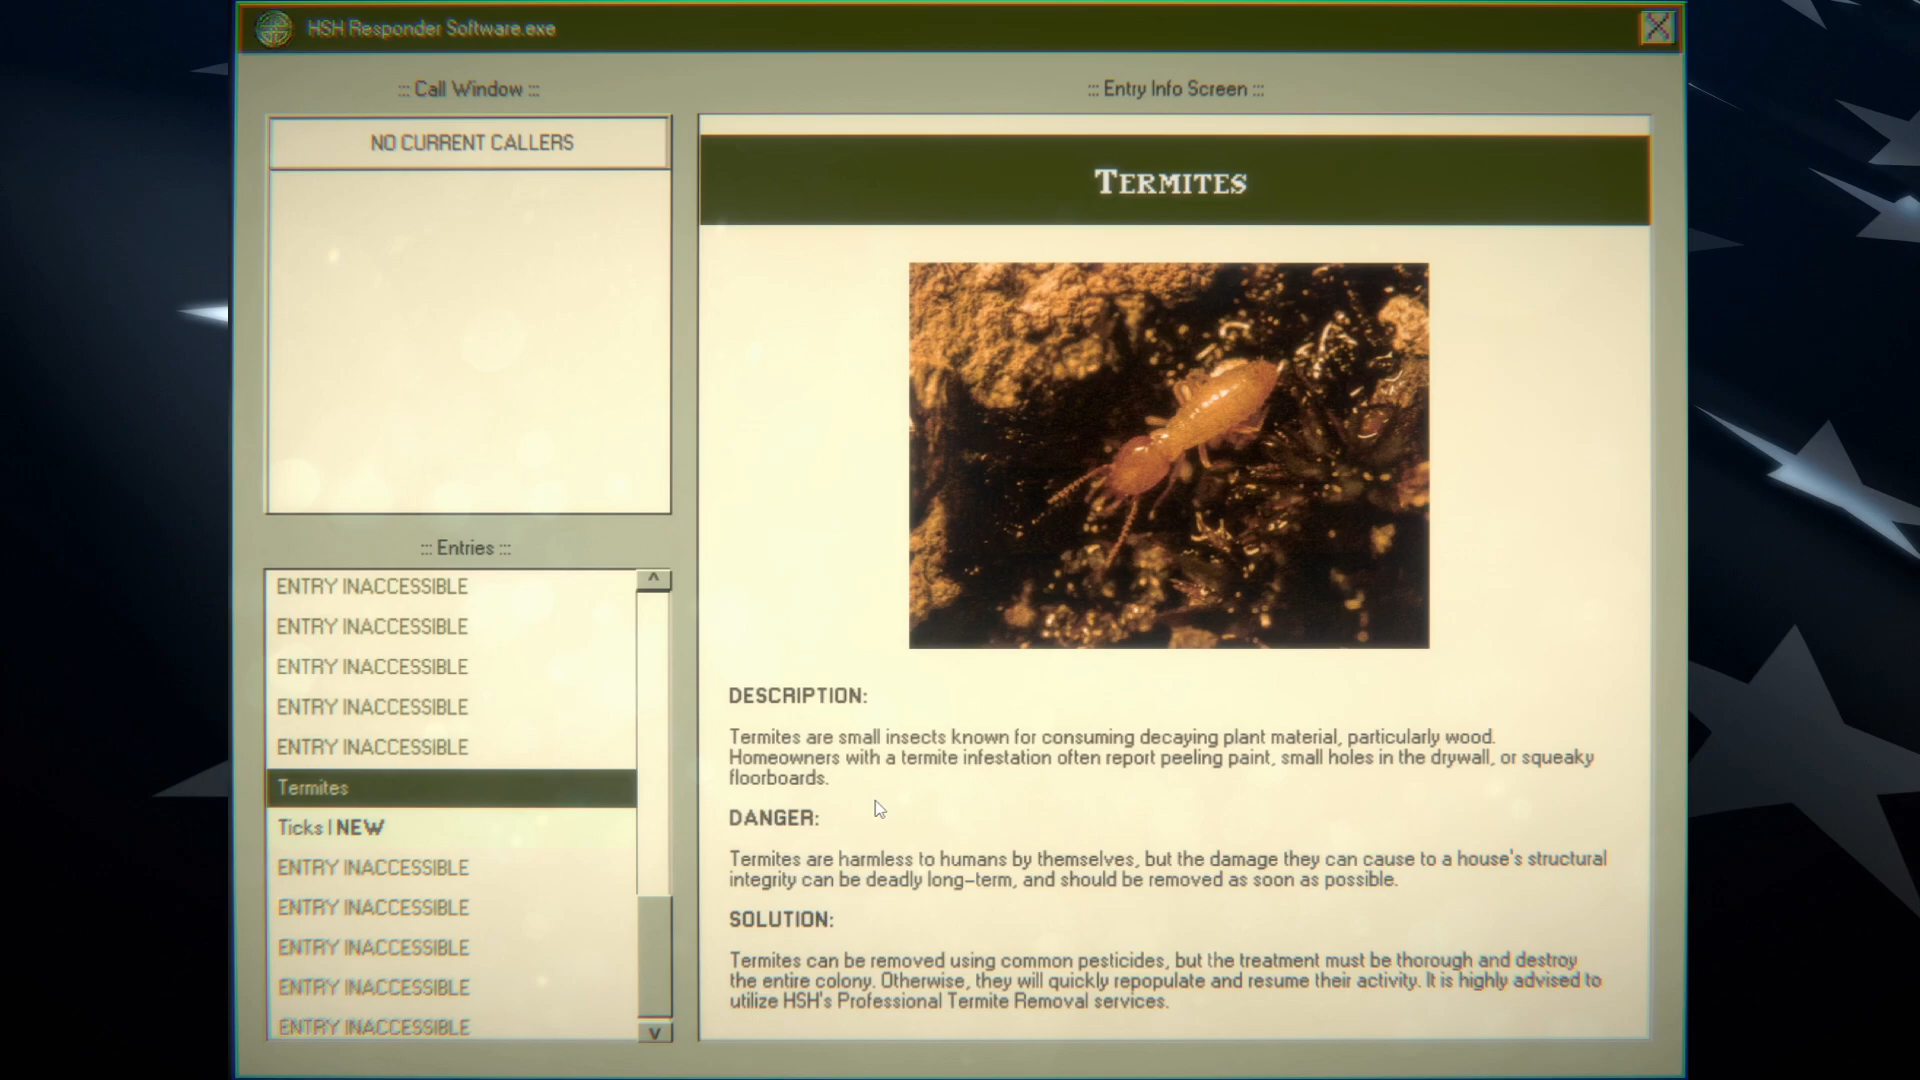 HSH Responder Software.exe
::: Call Window :::
::: Entry Info Screen :::
NO CURRENT CALLERS
TERMITES
::: Entries :::
ENTRY INACCESSIBLE
ENTRY INACCESSIBLE
ENTRY INACCESSIBLE
ENTRY INACCESSIBLE
ENTRY INACCESSIBLE
Termites
Ticks | NEW
ENTRY INACCESSIBLE
ENTRY INACCESSIBLE
ENTRY INACCESSIBLE
ENTRY INACCESSIBLE
ENTRY INACCESSIBLE
DESCRIPTION:
Termites are small insects known for consuming decaying plant material, particularly wood.
Homeowners with a termite infestation often report peeling paint, small holes in the drywall, or squeaky
floorboards.
DANGER:
Termites are harmless to humans by themselves, but the damage they can cause to a house's structural
integrity can be deadly long-term, and should be removed as soon as possible.
SOLUTION:
Termites can be removed using common pesticides, but the treatment must be thorough and destroy
the entire colony. Otherwise, they will quickly repopulate and resume their activity. It is highly advised to
utilize HSH's Professional Termite Removal services.